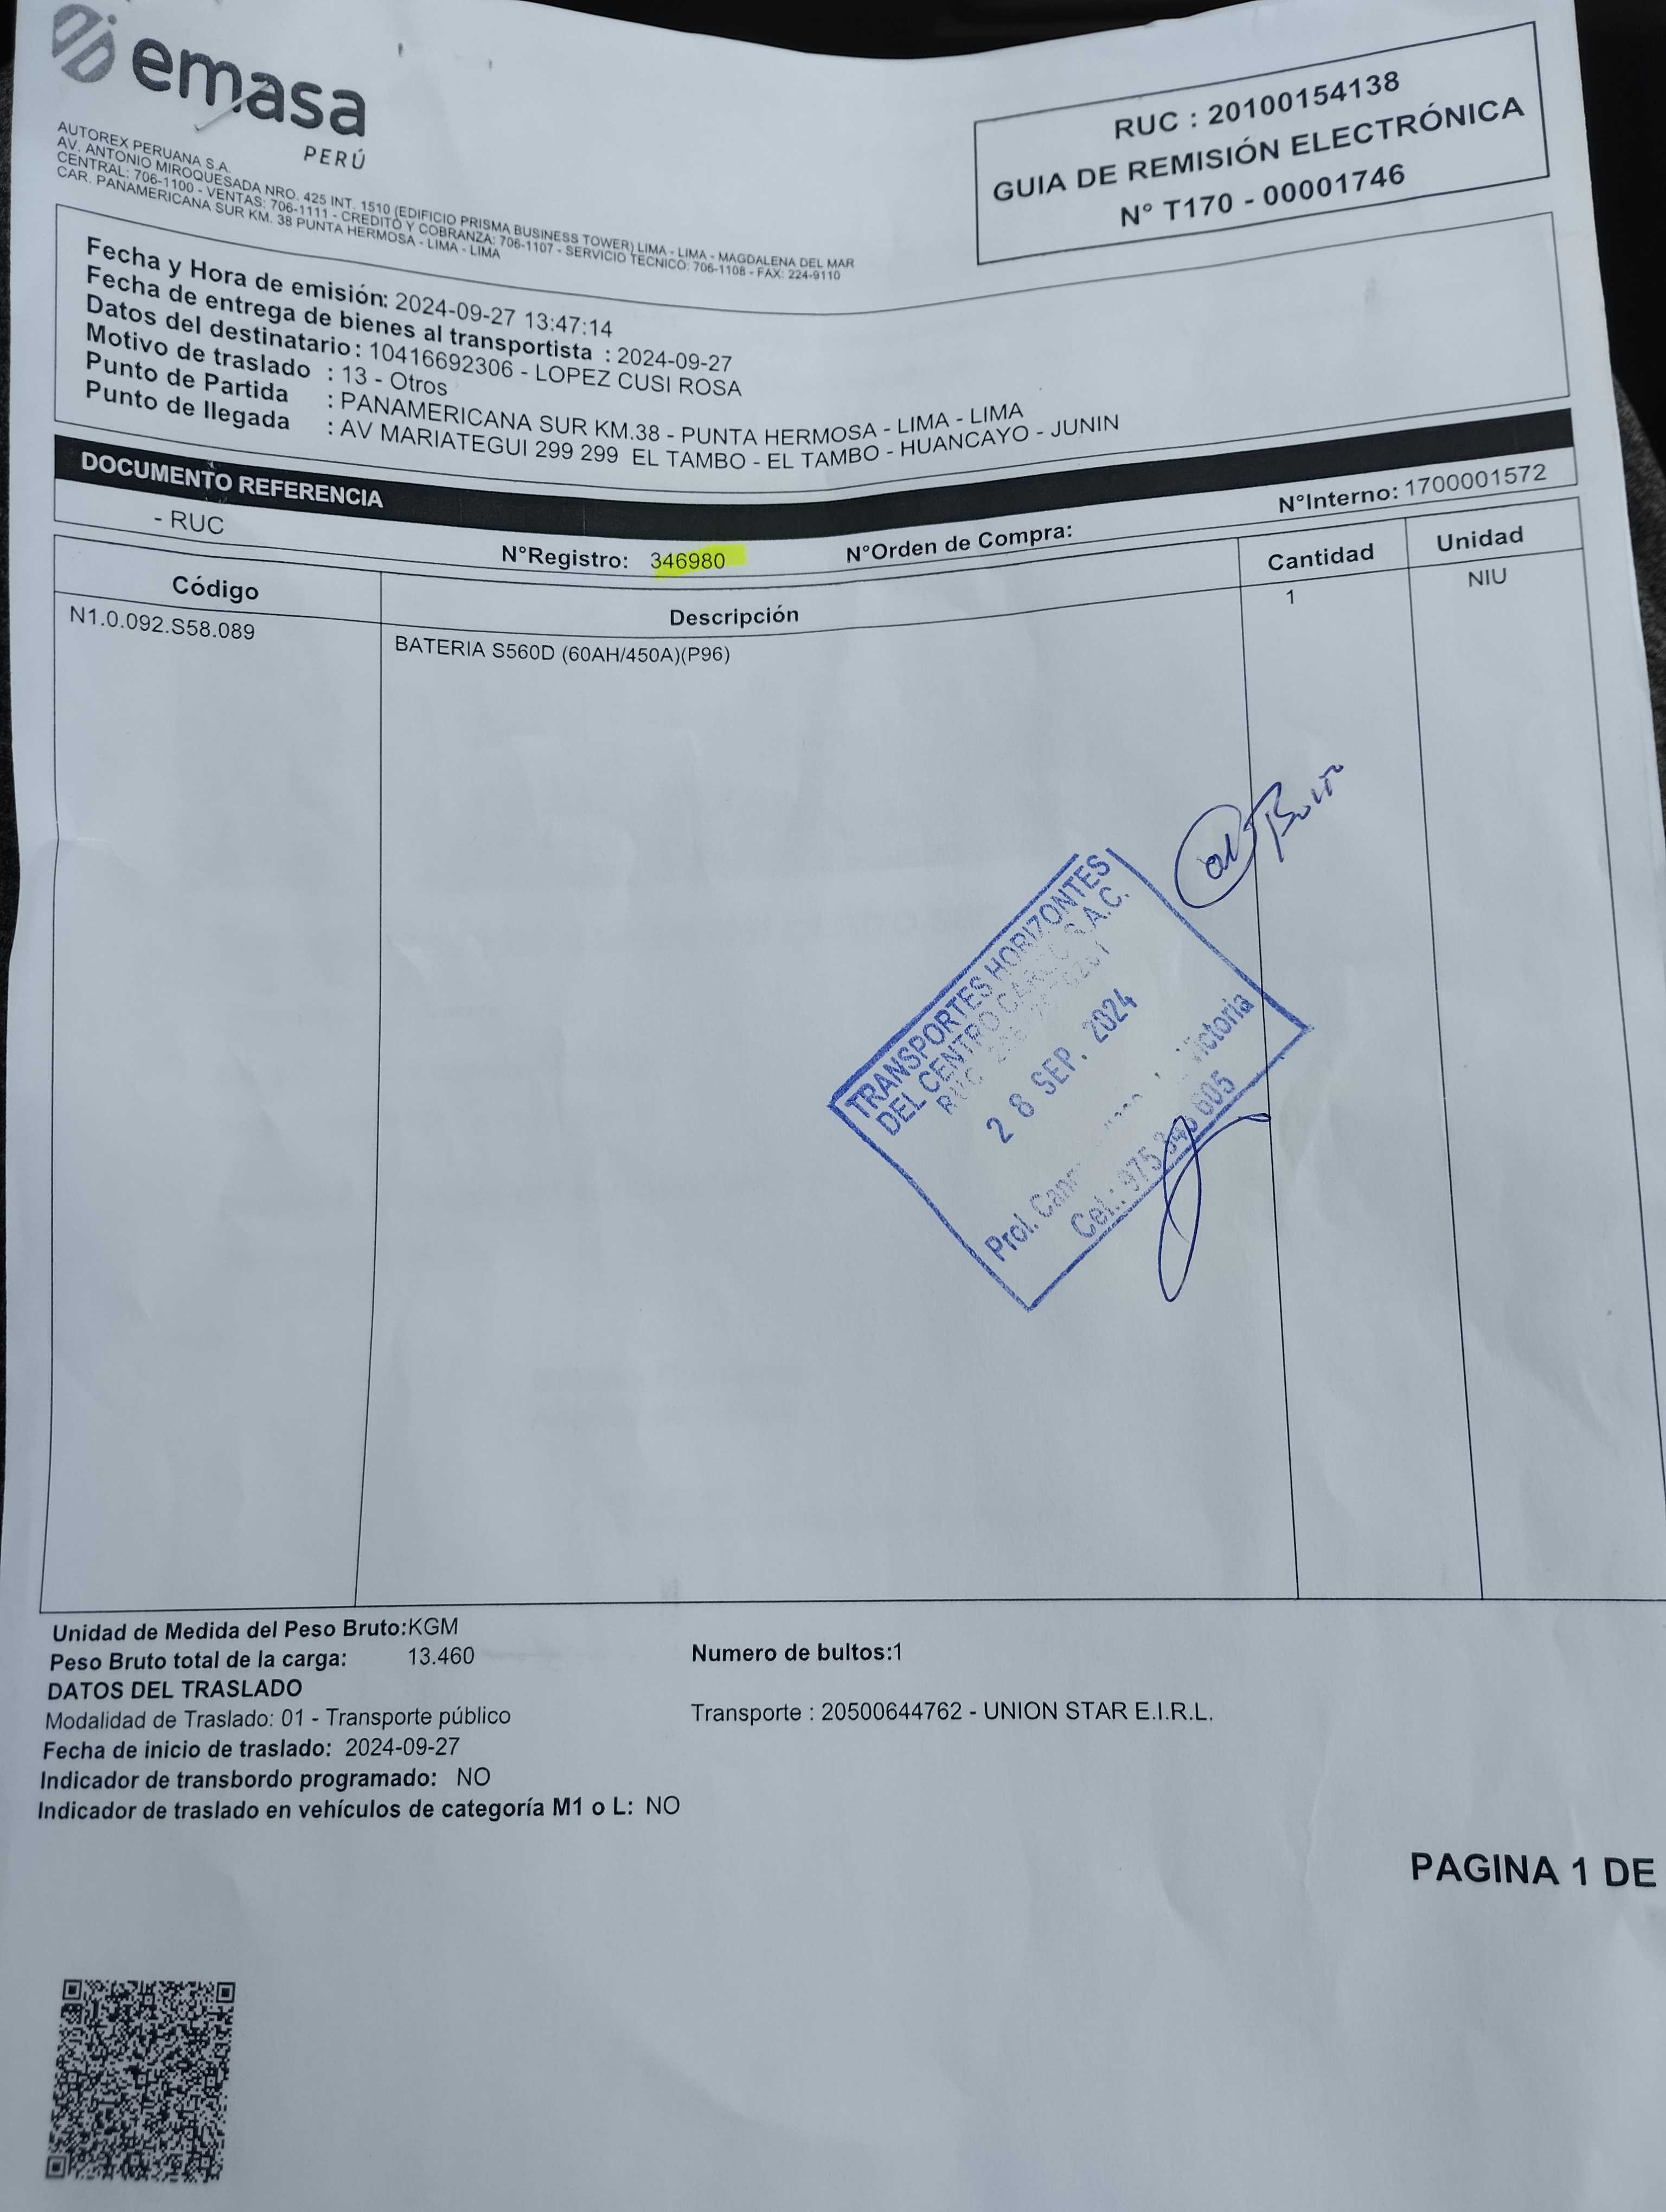 emasa
PERÚ
AUTOREX PERUANA S.A.
AV. ANTONIO MIROQUESADA NRO. 425 INT. 1510 (EDIFICIO PRISMA BUSINESS TOWER) LIMA - LIMA - MAGDALENA DEL MAR
CENTRAL: 706-1100 - VENTAS: 706-1111 - CREDITO Y COBRANZA: 706-1107 - SERVICIO TECNICO: 706-1108 - FAX: 224-9110
CAR. PANAMERICANA SUR KM. 38 PUNTA HERMOSA - LIMA - LIMA
RUC : 20100154138
GUIA DE REMISIÓN ELECTRÓNICA
N° T170 - 00001746
Fecha y Hora de emisión: 2024-09-27 13:47:14
Fecha de entrega de bienes al transportista : 2024-09-27
Datos del destinatario: 10416692306 - LOPEZ CUSI ROSA
Motivo de traslado : 13 - Otros
Punto de Partida : PANAMERICANA SUR KM.38 - PUNTA HERMOSA - LIMA - LIMA
Punto de llegada : AV MARIATEGUI 299 299 EL TAMBO - EL TAMBO - HUANCAYO - JUNIN
DOCUMENTO REFERENCIA
- RUC N°Registro: 346980 N°Orden de Compra: N°Interno: 1700001572
Código Descripción Cantidad Unidad
N1.0.092.S58.089 BATERIA S560D (60AH/450A)(P96) 1 NIU
TRANSPORTES HORIZONTES
DEL CENTRO S.A.C.
RUC
28 SEP. 2024
Prol. Victoria
Cel.: 975 605
Unidad de Medida del Peso Bruto:KGM
Peso Bruto total de la carga: 13.460 Numero de bultos:1
DATOS DEL TRASLADO
Modalidad de Traslado: 01 - Transporte público Transporte : 20500644762 - UNION STAR E.I.R.L.
Fecha de inicio de traslado: 2024-09-27
Indicador de transbordo programado: NO
Indicador de traslado en vehículos de categoría M1 o L: NO
PAGINA 1 DE